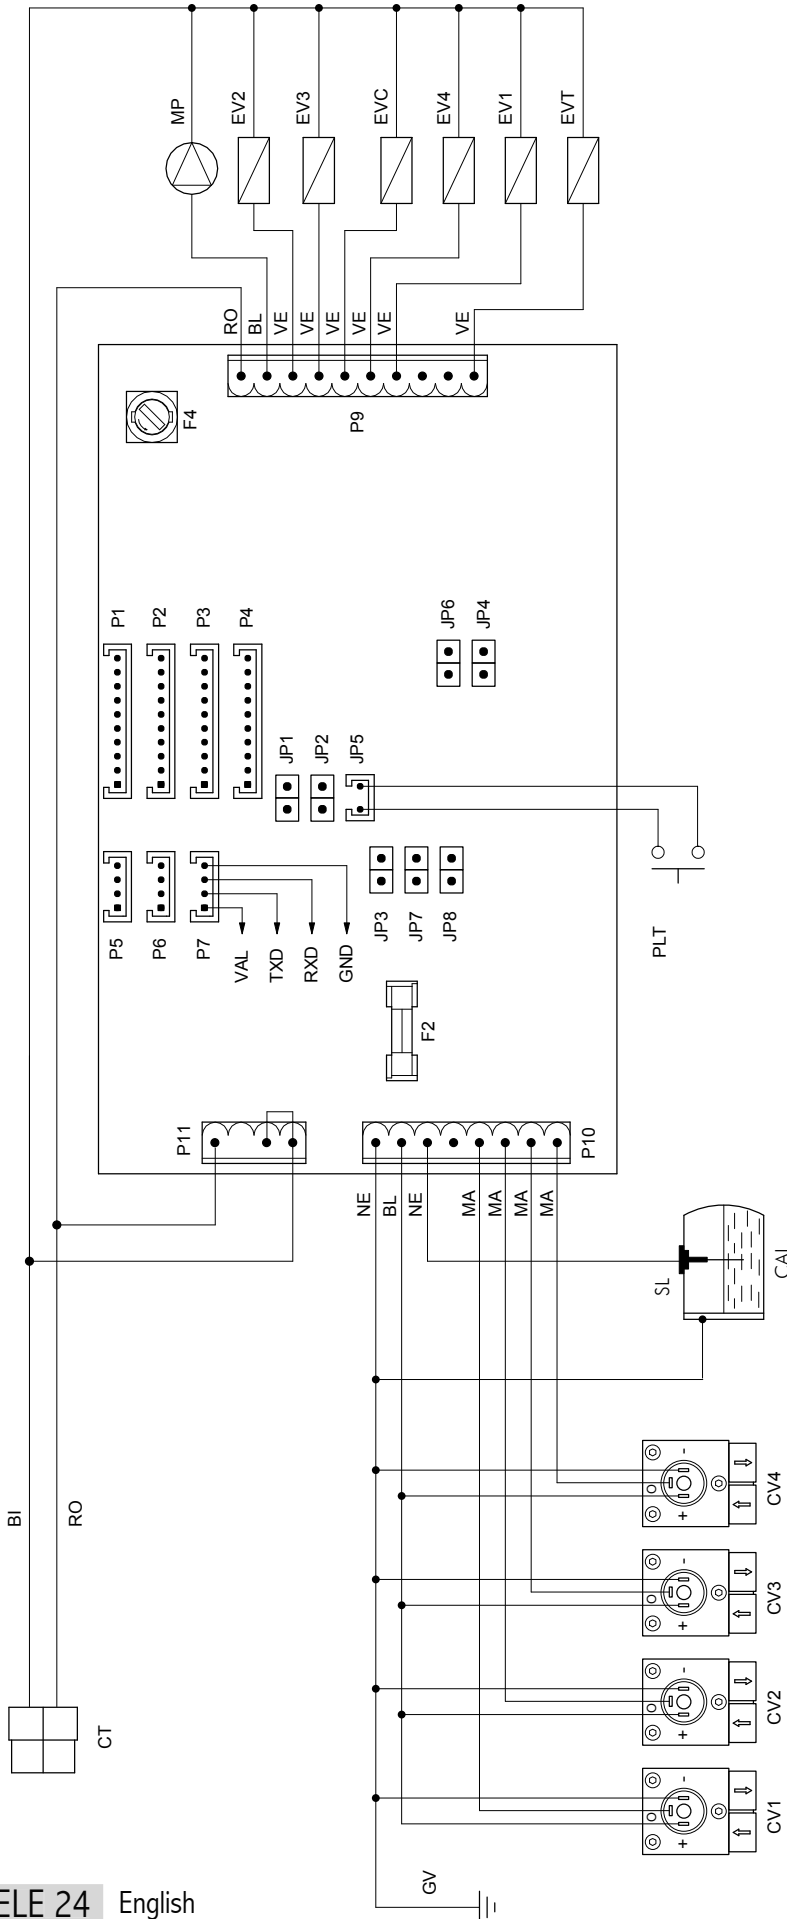 MP
EV2
EV3
EVC
EV4
EV1
EVT
RO
BL
VE
VE
VE
VE
VE
VE
F4
P9
P1
P2
P3
P4
JP6
JP4
JP1
JP2
JP5
P5
P6
P7
VAL
TXD
RXD
GND
JP3
JP7
JP8
PLT
F2
P11
P10
NE
BL
NE
MA
MA
MA
MA
SL
BI
RO
CT
- + CV4
- + CV3
- + CV2
- + CV1
GV
24 English